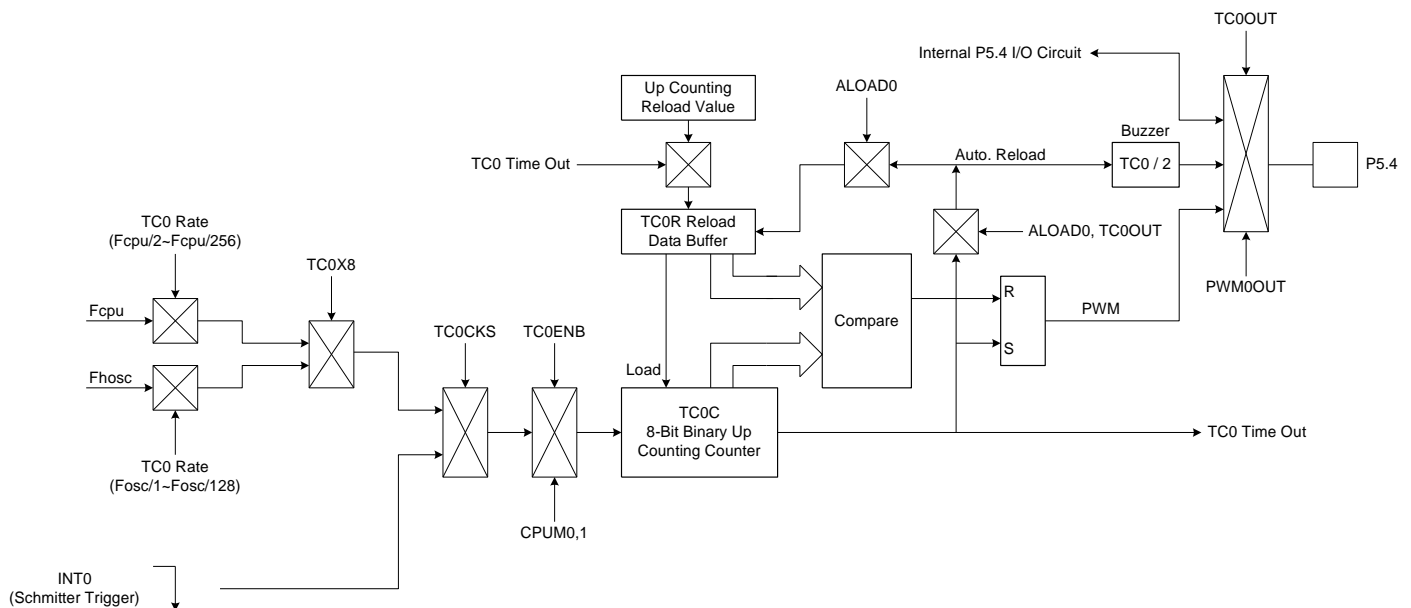 TC0OUT
Internal P5.4 I/O Circuit
Up Counting
Reload Value
ALOAD0
Buzzer
TC0 Time Out
Auto. Reload
TC0 / 2
P5.4
TC0 Rate
(Fcpu/2~Fcpu/256)
TC0R Reload
Data Buffer
ALOAD0, TC0OUT
TC0X8
PWM0OUT
R
PWM
Fcpu
Compare
TC0CKS
TC0ENB
S
Load
Fhosc
TC0C
8-Bit Binary Up
Counting Counter
TC0 Time Out
TC0 Rate
(Fosc/1~Fosc/128)
CPUM0,1
INT0
(Schmitter Trigger)